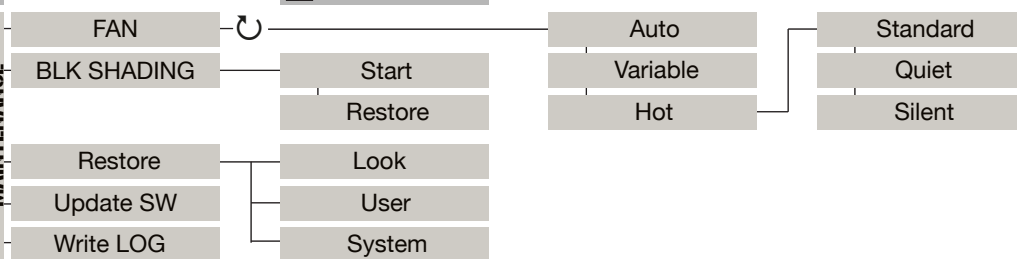 FAN Auto Standard
BLK SHADING Start Variable Quiet
Restore Hot Silent
Restore Look
Update SW User
Write LOG System